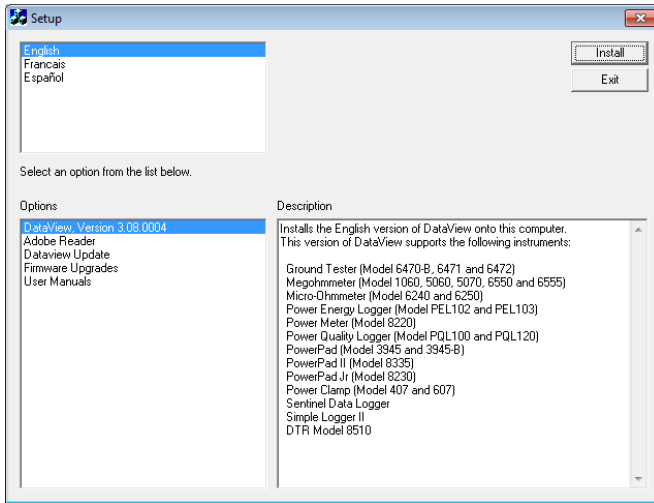 Setup
English
Francais
Español
Install
Exit
Select an option from the list below.
Options
DataView, Version 3.08.0004
Adobe Reader
Dataview Update
Firmware Upgrades
User Manuals
Description
Installs the English version of DataView onto this computer.
This version of DataView supports the following instruments:
Ground Tester (Model 6470-B, 6471 and 6472)
Megohmmeter (Model 1060, 5060, 5070, 6550 and 6555)
Micro-Ohmmeter (Model 6240 and 6250)
Power Energy Logger (Model PEL102 and PEL103)
Power Meter (Model 8220)
Power Quality Logger (Model PQL100 and PQL120)
PowerPad (Model 3945 and 3945-B)
PowerPad II (Model 8335)
PowerPad Jr (Model 8230)
Power Clamp (Model 407 and 607)
Sentinel Data Logger
Simple Logger II
DTR Model 8510